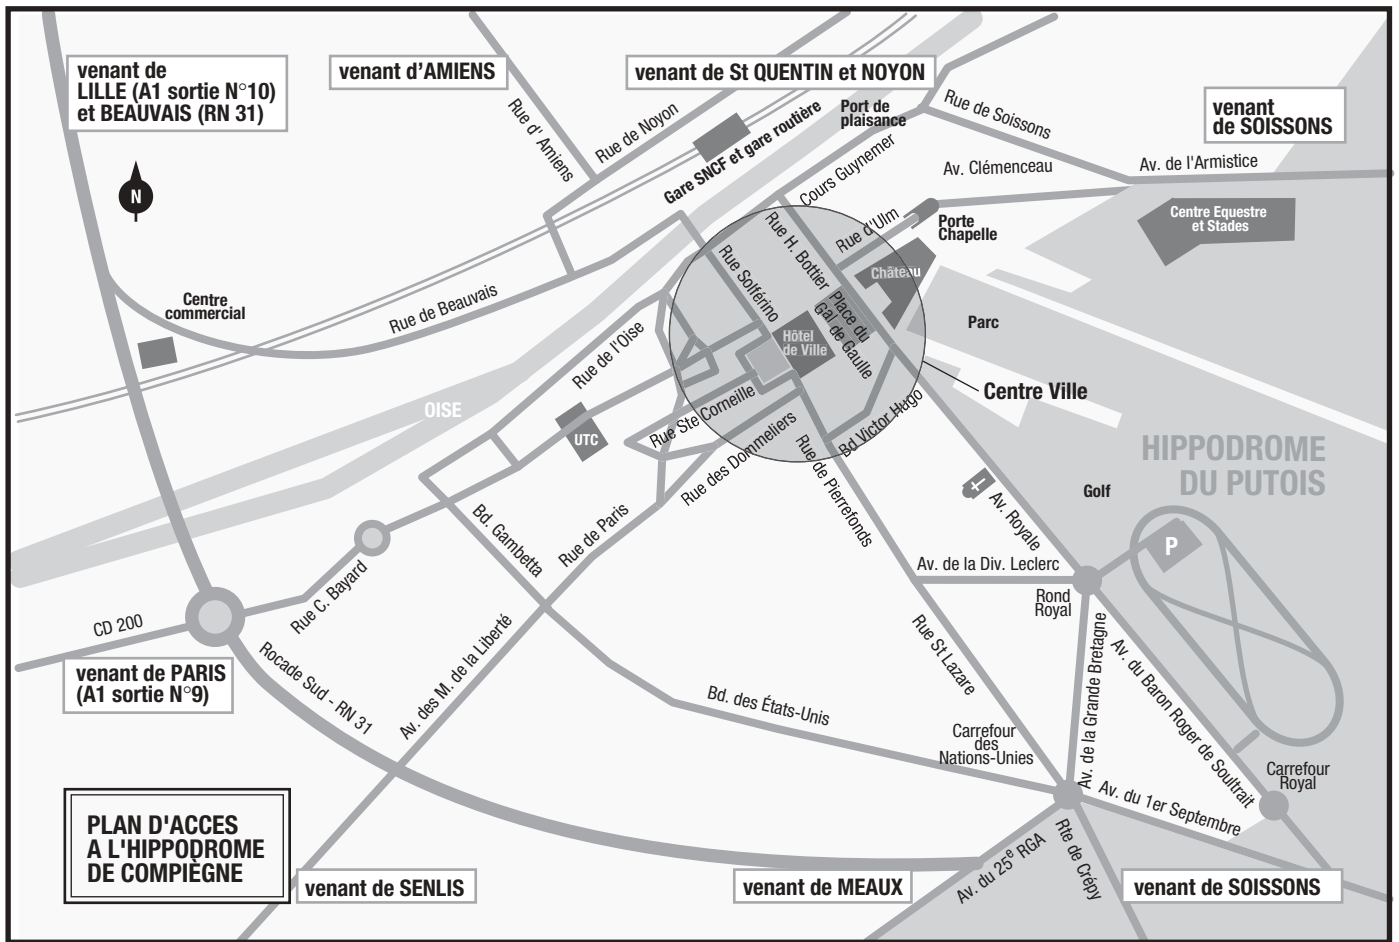 venant de
LILLE (A1 sortie N°10)
et BEAUVAIS (RN 31)
venant d'AMIENS
venant de St QUENTIN et NOYON
venant
de SOISSONS
Rue d' Amiens
Rue de Noyon
Gare SNCF et gare routière
Port de
plaisance
Rue de Soissons
Cours Guynemer
Av. Clémenceau
Av. de l'Armistice
N
Centre Equestre
et Stades
Rue d'Ulm
Porte
Chapelle
Rue H. Bottier
Rue Solférino
Château
Place du
Gal de Gaulle
Hôtel
de Ville
Parc
Centre
commercial
Rue de Beauvais
Rue de l'Oise
Centre Ville
OISE
UTC
Rue Ste Corneille
Rue des Dommeliers
Bd Victor Hugo
Rue de Pierrefonds
HIPPODROME
DU PUTOIS
Golf
Av. Royale
P
Bd. Gambetta
Rue de Paris
Av. de la Div. Leclerc
Rond
Royal
Rue C. Bayard
CD 200
venant de PARIS
(A1 sortie N°9)
Rocade Sud - RN 31
Av. des M. de la Liberté
Rue St Lazare
Av. de la Grande Bretagne
Av. du Baron Roger de Soultrait
Bd. des États-Unis
Carrefour
des
Nations-Unies
Carrefour
Royal
Av. du 1er Septembre
PLAN D'ACCES
A L'HIPPODROME
DE COMPIÈGNE
Av. du 25e RGA
Rte de Crépy
venant de SENLIS
venant de MEAUX
venant de SOISSONS